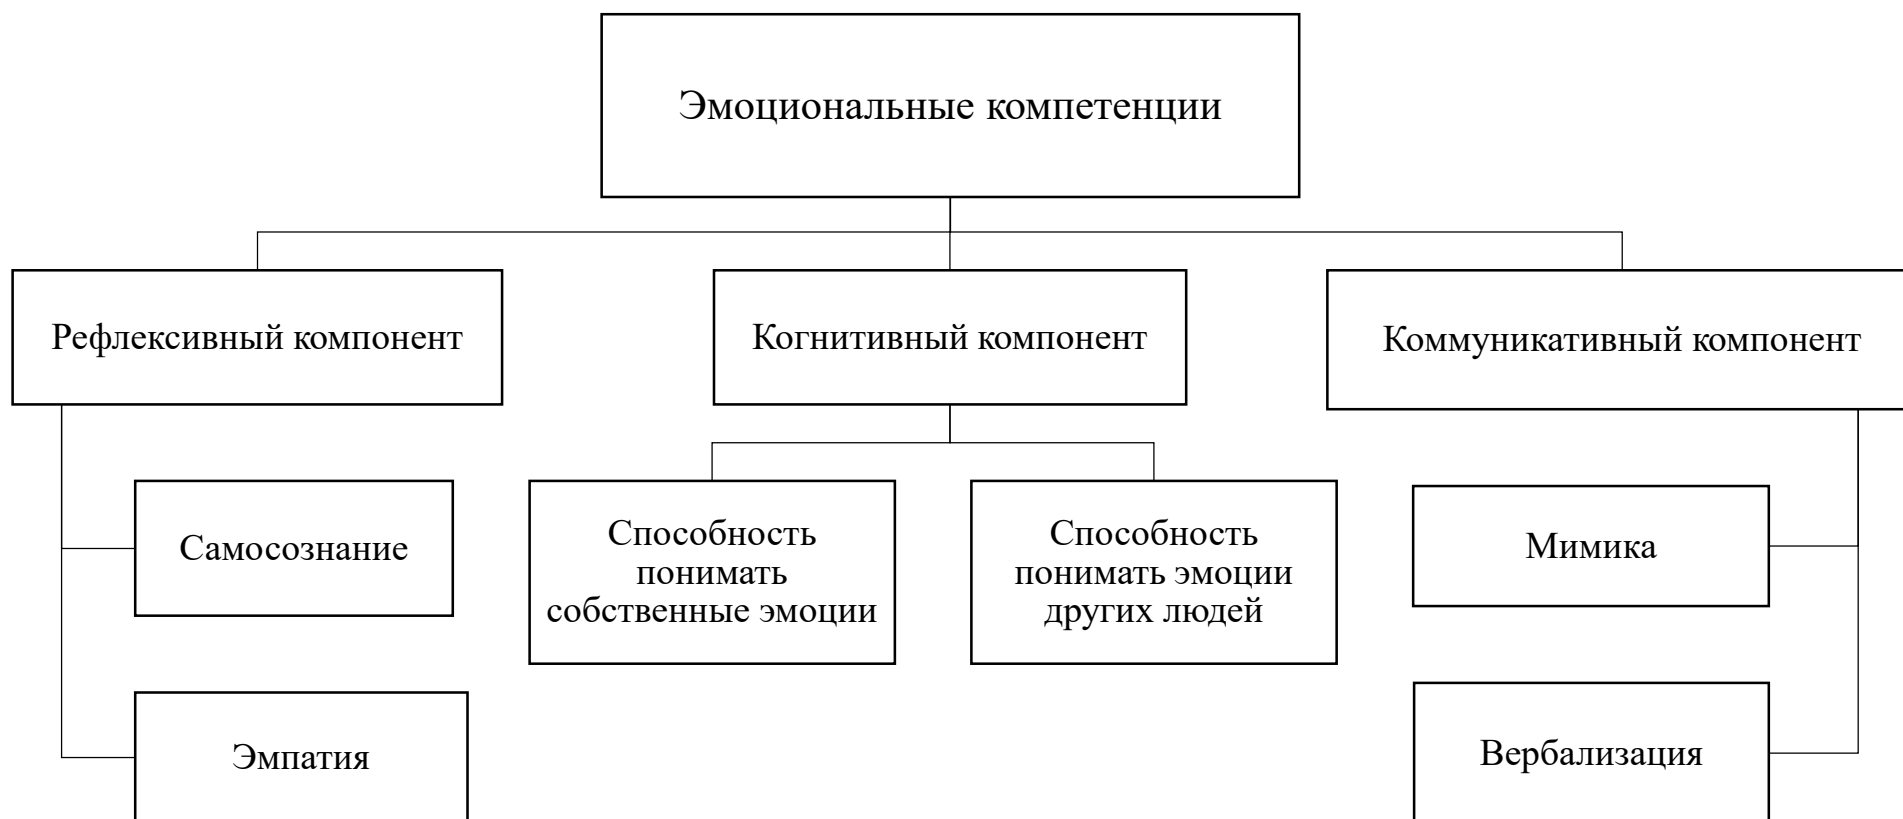 Эмоциональные компетенции
Рефлексивный компонент
Когнитивный компонент
Коммуникативный компонент
Самосознание
Способность
понимать
собственные эмоции
Способность
понимать эмоции
других людей
Мимика
Эмпатия
Вербализация